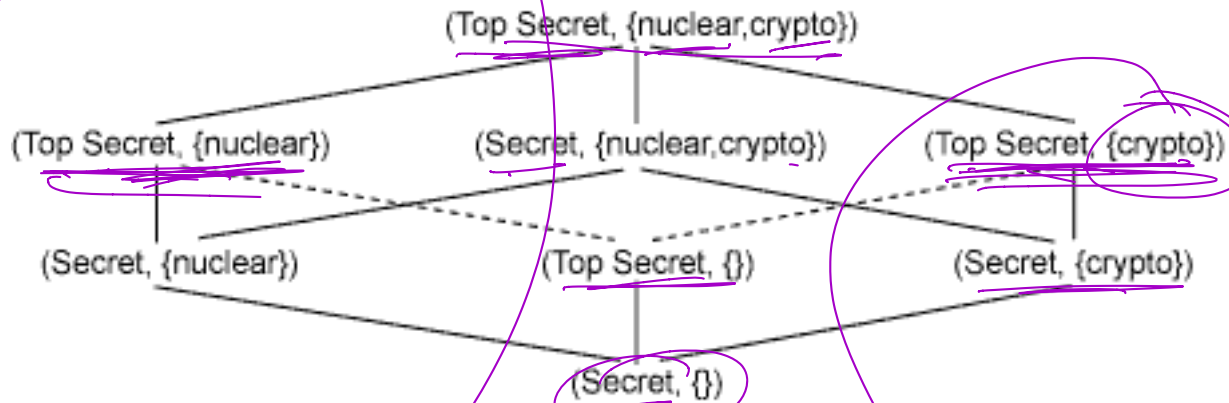 (Top Secret, {nuclear,crypto})
(Top Secret, {nuclear}) (Secret, {nuclear,crypto}) (Top Secret, {crypto})
(Secret, {nuclear}) (Top Secret, {}) (Secret, {crypto})
(Secret, {})